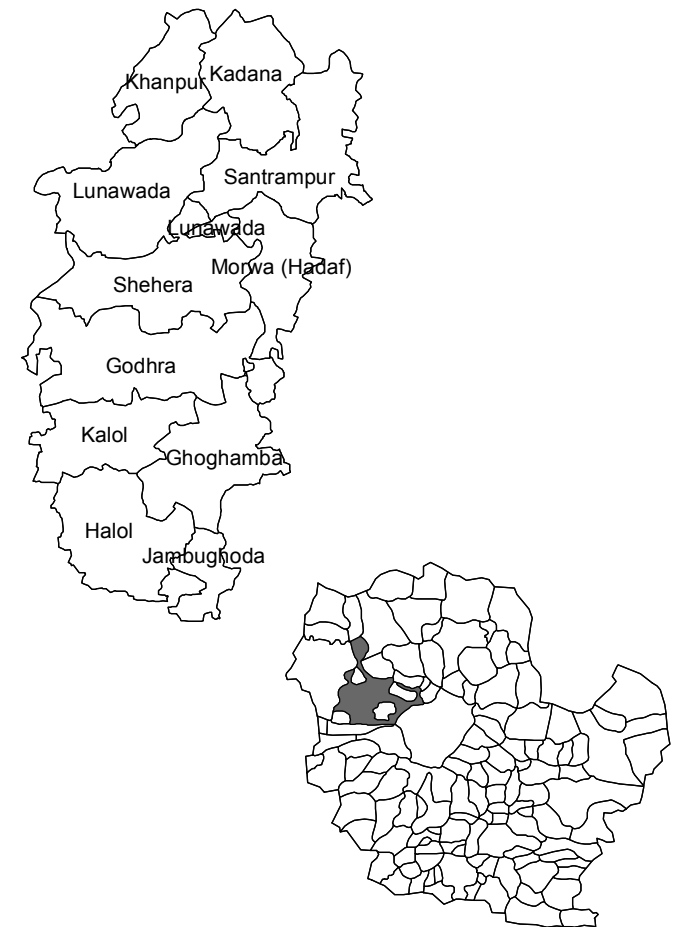 Khanpur
Kadana
Lunawada
Santrampur
Lunawada
Morwa (Hadaf)
Shehera
Godhra
Kalol
Ghoghamba
Halol
Jambughoda